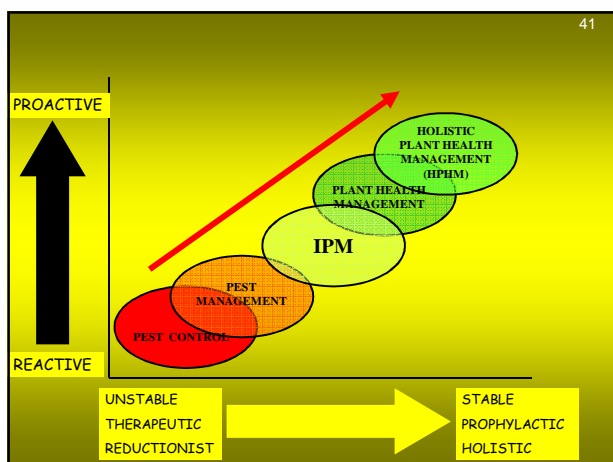 41
PROACTIVE
HOLISTIC
PLANT HEALTH
MANAGEMENT
(HPHM)
PLANT HEALTH
MANAGEMENT
IPM
PEST
MANAGEMENT
PEST CONTROL
REACTIVE
UNSTABLE
THERAPEUTIC
REDUCTIONIST
STABLE
PROPHYLACTIC
HOLISTIC